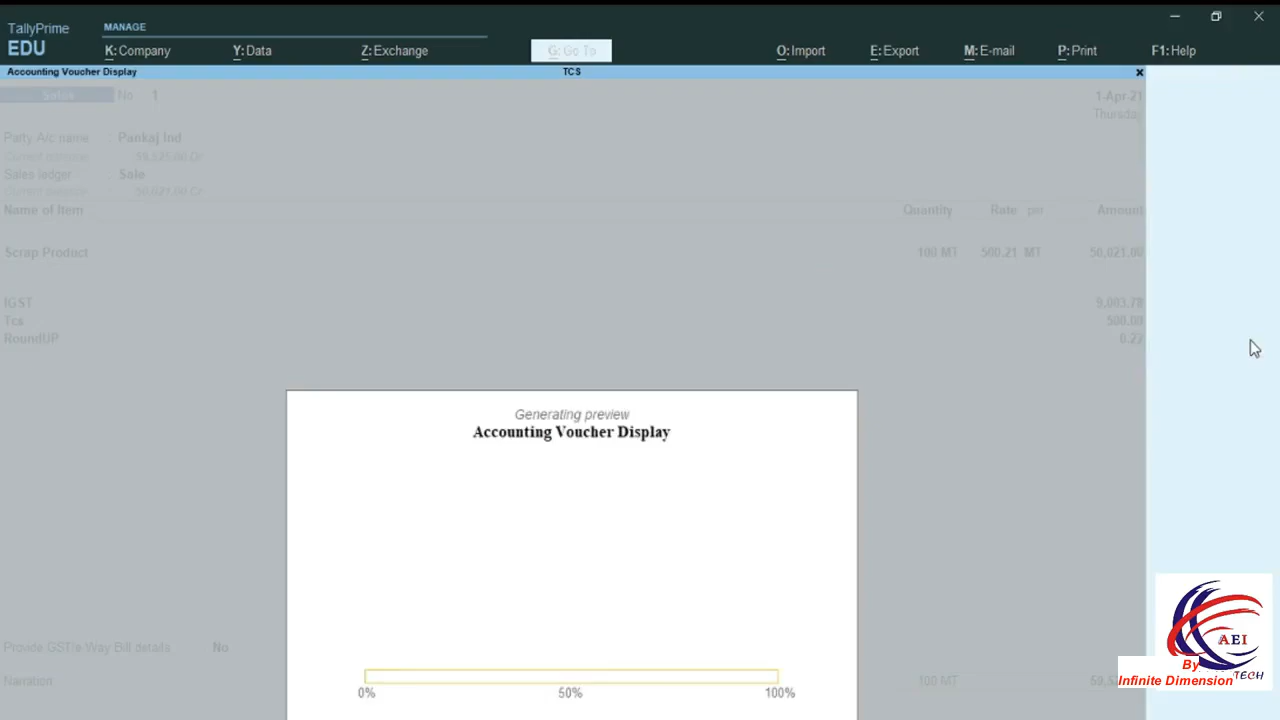 TallyPrime
EDU
MANAGE
K: Company Y: Data Z: Exchange G: Go To O: Import E: Export M: E-mail P: Print F1: Help
Accounting Voucher Display TCS
Sales No 1 1-Apr-21
Thursday
Party A/c name : Pankaj Ind
Current balance
Sales ledger : Sale
Current balance : 50,021.00 Cr
Name of Item Quantity Rate per Amount
Scrap Product 100 MT 500.21 MT 50,021.00
IGST 9,003.78
Tcs
RoundUP
Generating preview
Accounting Voucher Display
0% 50% 100%
Provide GST/e-Way Bill details : No
Narration 100 MT
AEI
TECH
By
Infinite Dimension